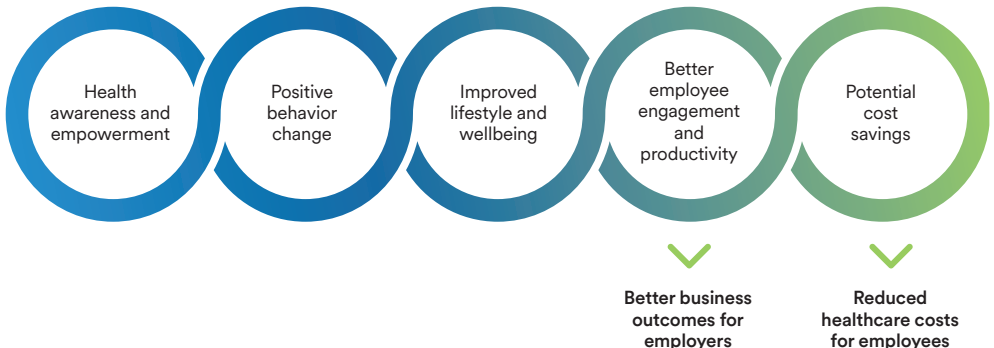 Health
awareness and
empowerment
Positive
behavior
change
Improved
lifestyle and
wellbeing
Better
employee
engagement
and
productivity
Potential
cost
savings
Better business
outcomes for
employers
Reduced
healthcare costs
for employees